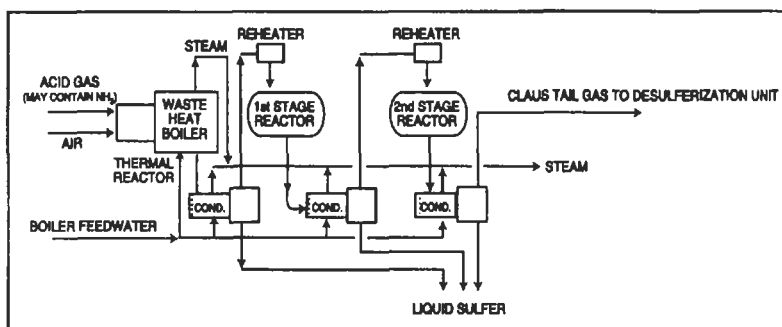 REHEATER
REHEATER
STEAM
ACID GAS
(MAY CONTAIN NH₃)
WASTE
HEAT
BOILER
1st STAGE
REACTOR
2nd STAGE
REACTOR
CLAUS TAIL GAS TO DESULFERIZATION UNIT
AIR
THERMAL
REACTOR
STEAM
COND.
COND.
COND.
BOILER FEEDWATER
LIQUID SULFER